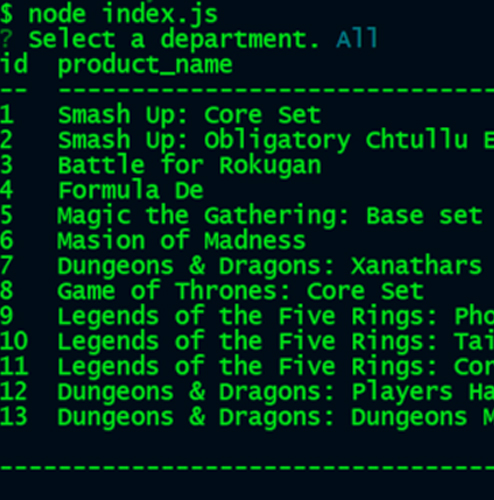 $ node index.js
? Select a department. All
id product_name
-- ------------------------------
1 Smash Up: Core Set
2 Smash Up: Obligatory Chtullu E
3 Battle for Rokugan
4 Formula De
5 Magic the Gathering: Base set
6 Masion of Madness
7 Dungeons & Dragons: Xanathars
8 Game of Thrones: Core Set
9 Legends of the Five Rings: Pho
10 Legends of the Five Rings: Tai
11 Legends of the Five Rings: Cor
12 Dungeons & Dragons: Players Ha
13 Dungeons & Dragons: Dungeons M
----------------------------------